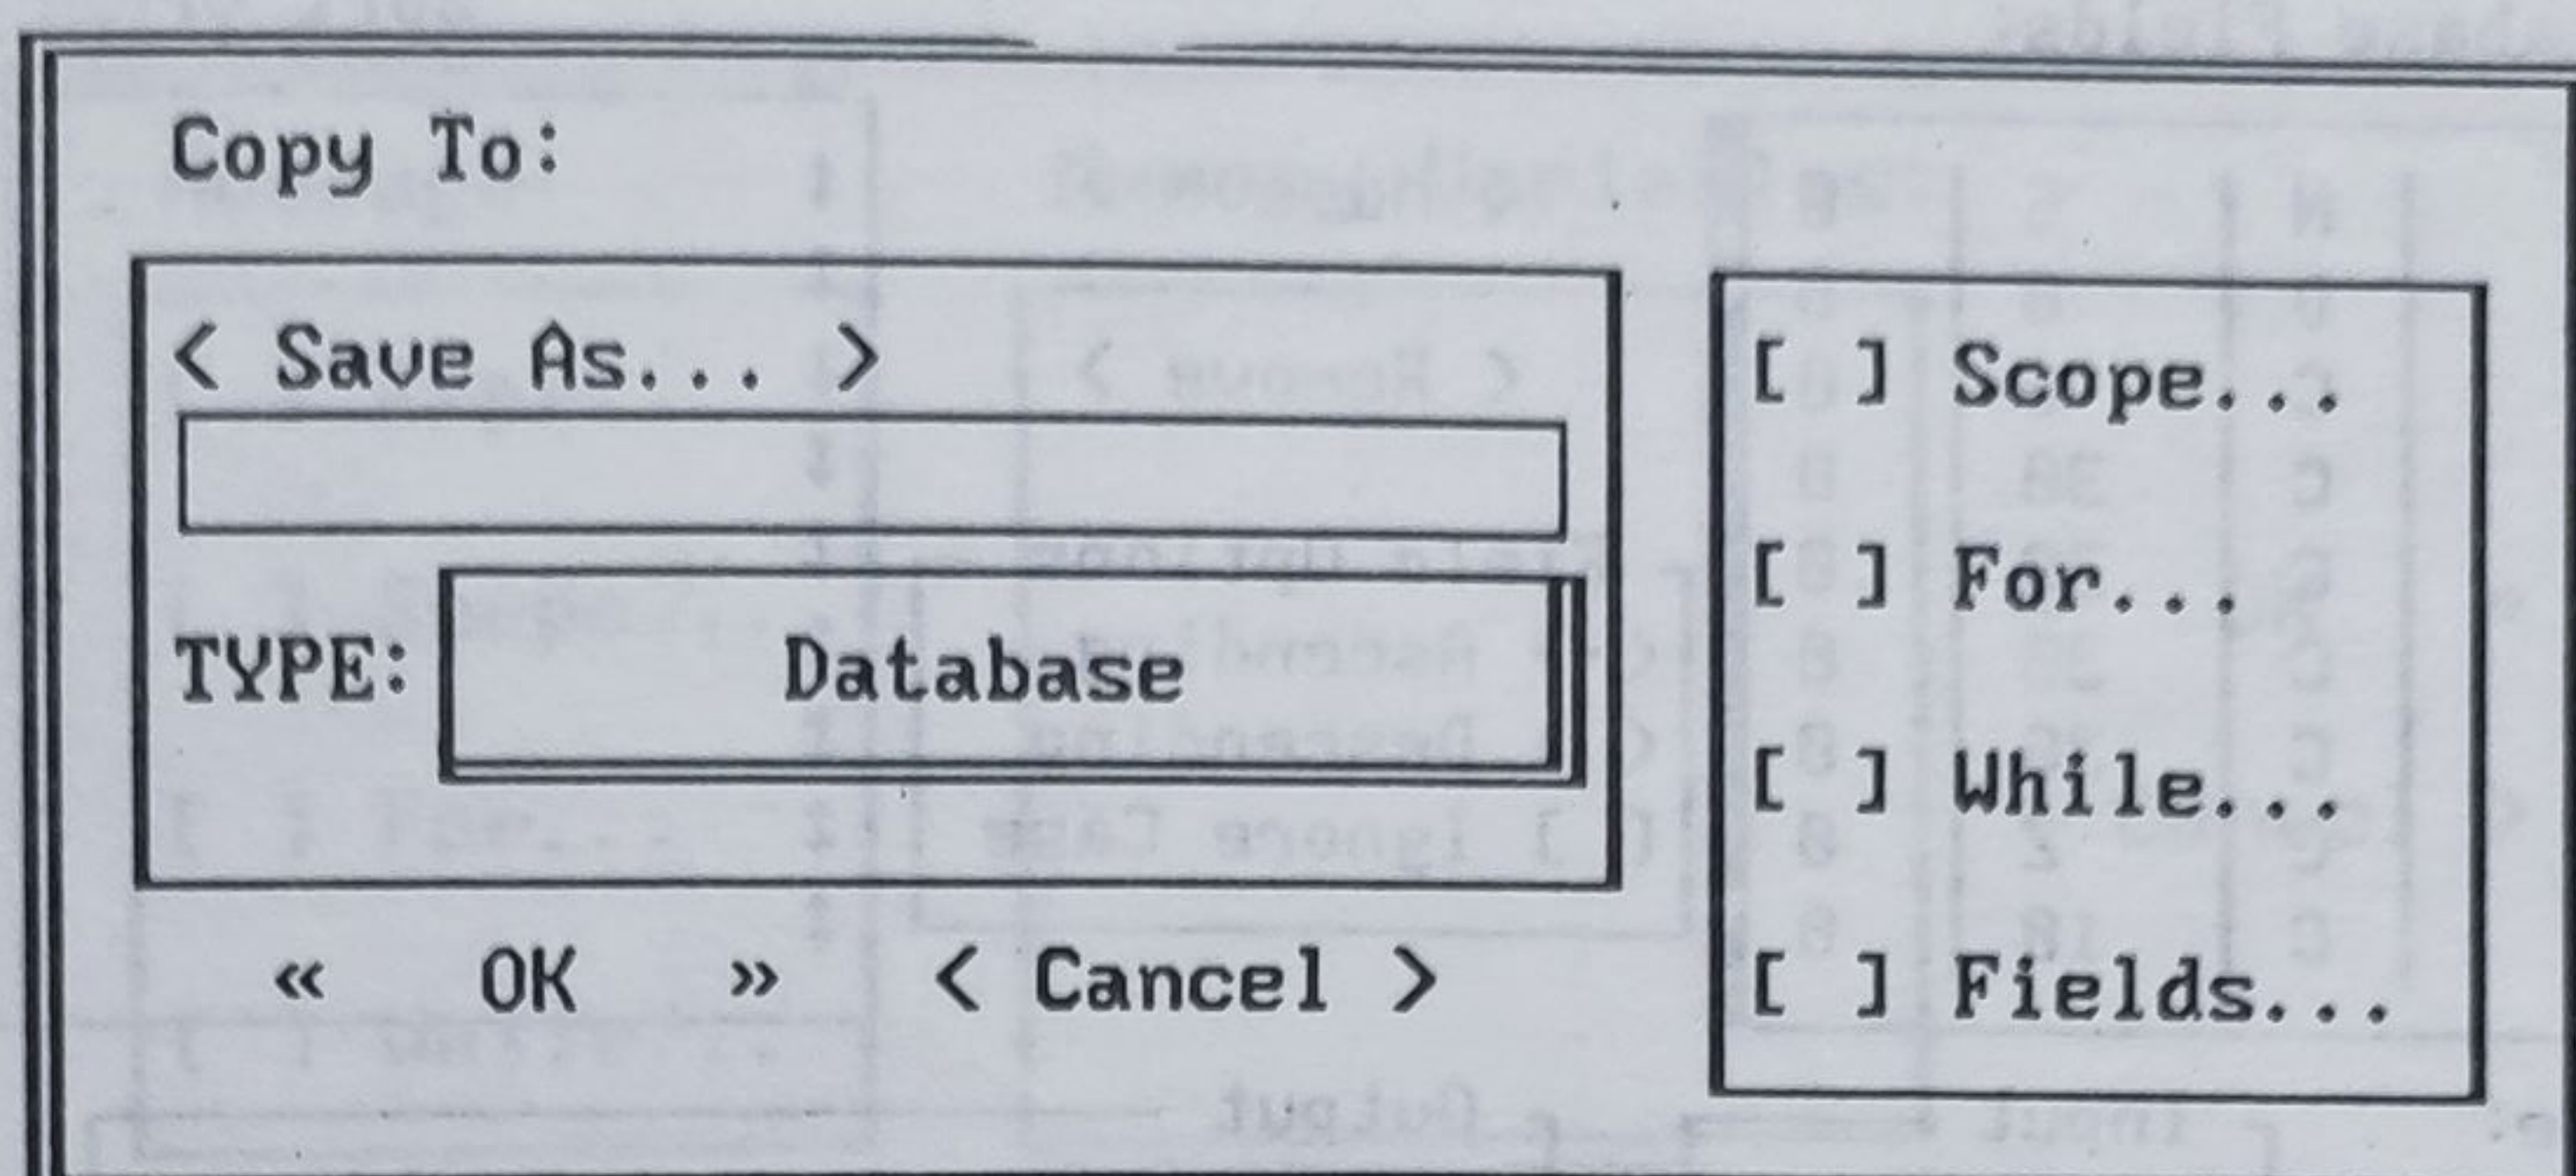 Copy To:
< Save As... >
TYPE: Database
« OK » < Cancel >
[ ] Scope...
[ ] For...
[ ] While...
[ ] Fields...